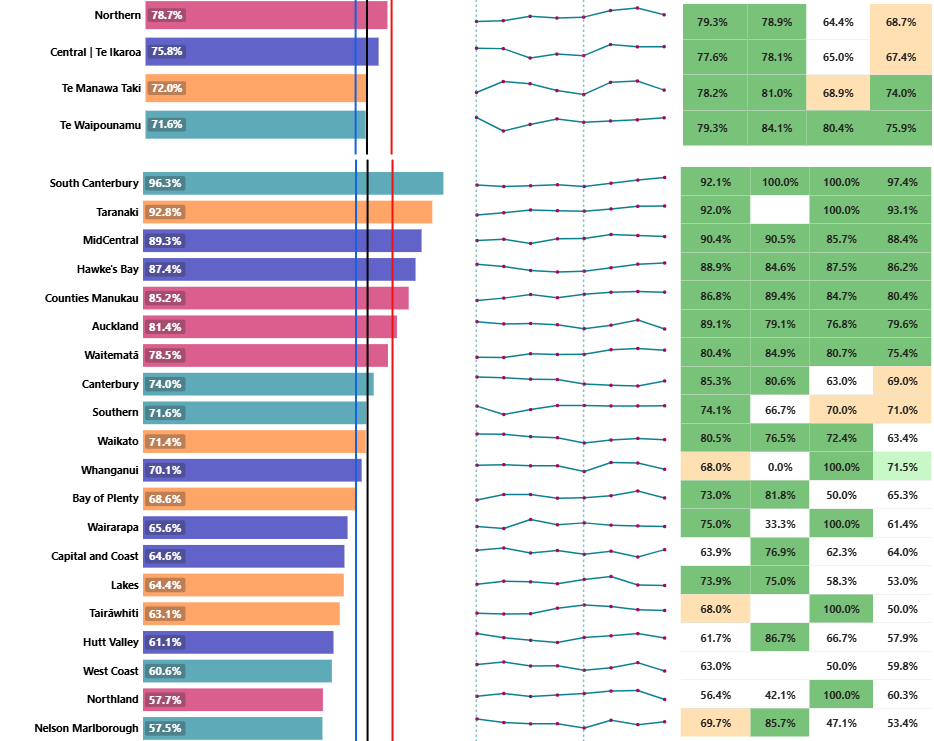 Northern 78.7% 79.3% 78.9% 64.4% 68.7%
Central | Te Ikaroa 75.8% 77.6% 78.1% 65.0% 67.4%
Te Manawa Taki 72.0% 78.2% 81.0% 68.9% 74.0%
Te Waipounamu 71.6% 79.3% 84.1% 80.4% 75.9%
South Canterbury 96.3% 92.1% 100.0% 100.0% 97.4%
Taranaki 92.8% 92.0% 100.0% 93.1%
MidCentral 89.3% 90.4% 90.5% 85.7% 88.4%
Hawke's Bay 87.4% 88.9% 84.6% 87.5% 86.2%
Counties Manukau 85.2% 86.8% 89.4% 84.7% 80.4%
Auckland 81.4% 89.1% 79.1% 76.8% 79.6%
Waitematā 78.5% 80.4% 84.9% 80.7% 75.4%
Canterbury 74.0% 85.3% 80.6% 63.0% 69.0%
Southern 71.6% 74.1% 66.7% 70.0% 71.0%
Waikato 71.4% 80.5% 76.5% 72.4% 63.4%
Whanganui 70.1% 68.0% 0.0% 100.0% 71.5%
Bay of Plenty 68.6% 73.0% 81.8% 50.0% 65.3%
Wairarapa 65.6% 75.0% 33.3% 100.0% 61.4%
Capital and Coast 64.6% 63.9% 76.9% 62.3% 64.0%
Lakes 64.4% 73.9% 75.0% 58.3% 53.0%
Tairāwhiti 63.1% 68.0% 100.0% 50.0%
Hutt Valley 61.1% 61.7% 86.7% 66.7% 57.9%
West Coast 60.6% 63.0% 50.0% 59.8%
Northland 57.7% 56.4% 42.1% 100.0% 60.3%
Nelson Marlborough 57.5% 69.7% 85.7% 47.1% 53.4%